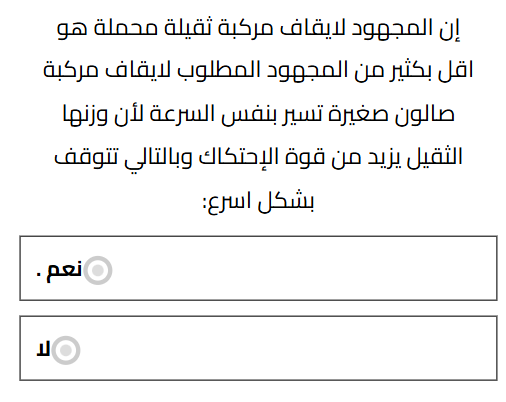 إن المجهود لايقاف مركبة ثقيلة محملة هو
اقل بكثير من المجهود المطلوب لايقاف مركبة
صالون صغيرة تسير بنفس السرعة لأن وزنها
الثقيل يزيد من قوة الإحتكاك وبالتالي تتوقف
بشكل اسرع:
نعم .
لا